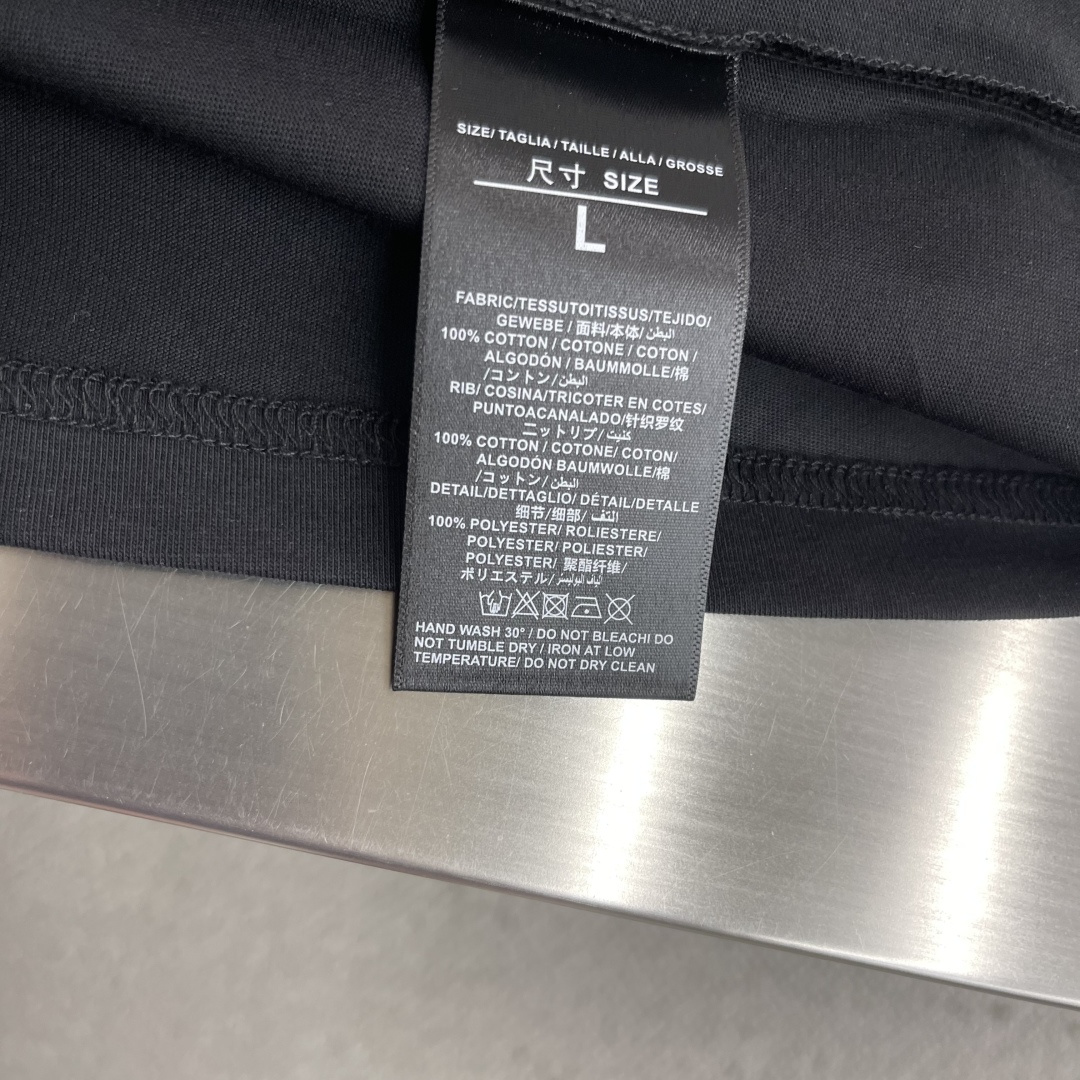 SIZE/ TAGLIA / TAILLE / ALLA / GROSSE
尺寸 SIZE
L
FABRIC/TESSUTOITISSUS/TEJIDO/
GEWEBE / 面料/本体/ البطن/
100% COTTON / COTONE / COTON /
ALGODÓN / BAUMMOLLE/棉
/コントン/البطن/
RIB/ COSINA/TRICOTER EN COTES/
PUNTOACANALADO/针织罗纹
ニットリブ/ كنيت/
100% COTTON / COTONE/ COTON/
ALGODÓN BAUMWOLLE/棉
/コットン/البطن/
DETAIL/DETTAGLIO/ DÉTAIL/DETALLE
细节/细部/
100% POLYESTER/ ROLIESTERE/
POLYESTER/ POLIESTER/
POLYESTER/ 聚酯纤维/
ポリエステル/
HAND WASH 30° / DO NOT BLEACHI DO
NOT TUMBLE DRY / IRON AT LOW
TEMPERATURE/ DO NOT DRY CLEAN